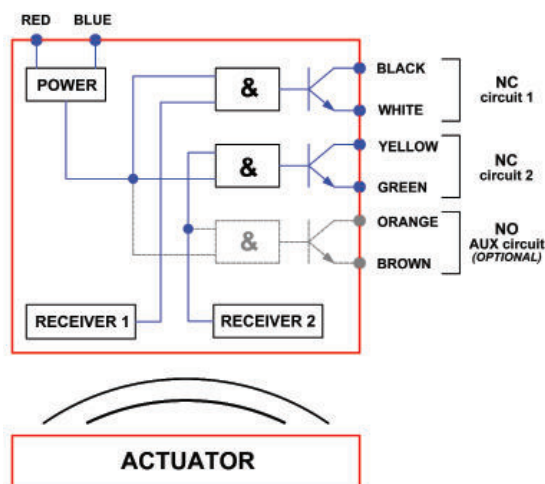 RED BLUE
POWER
&
BLACK
WHITE
NC
circuit 1
&
YELLOW
GREEN
NC
circuit 2
&
ORANGE
BROWN
NO
AUX circuit
(OPTIONAL)
RECEIVER 1
RECEIVER 2
ACTUATOR